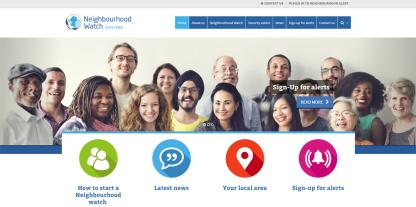 CONTACT US
SIGN IN TO NEIGHBOURHOOD ALERT
Neighbourhood
Watch SCOTLAND
Home
About us
Neighbourhood Watch
Security advice
News
Sign-up for alerts
Contact us
Sign-Up for alerts
READ MORE
How to start a
Neighbourhood
watch
Latest news
Your local area
Sign-up for alerts